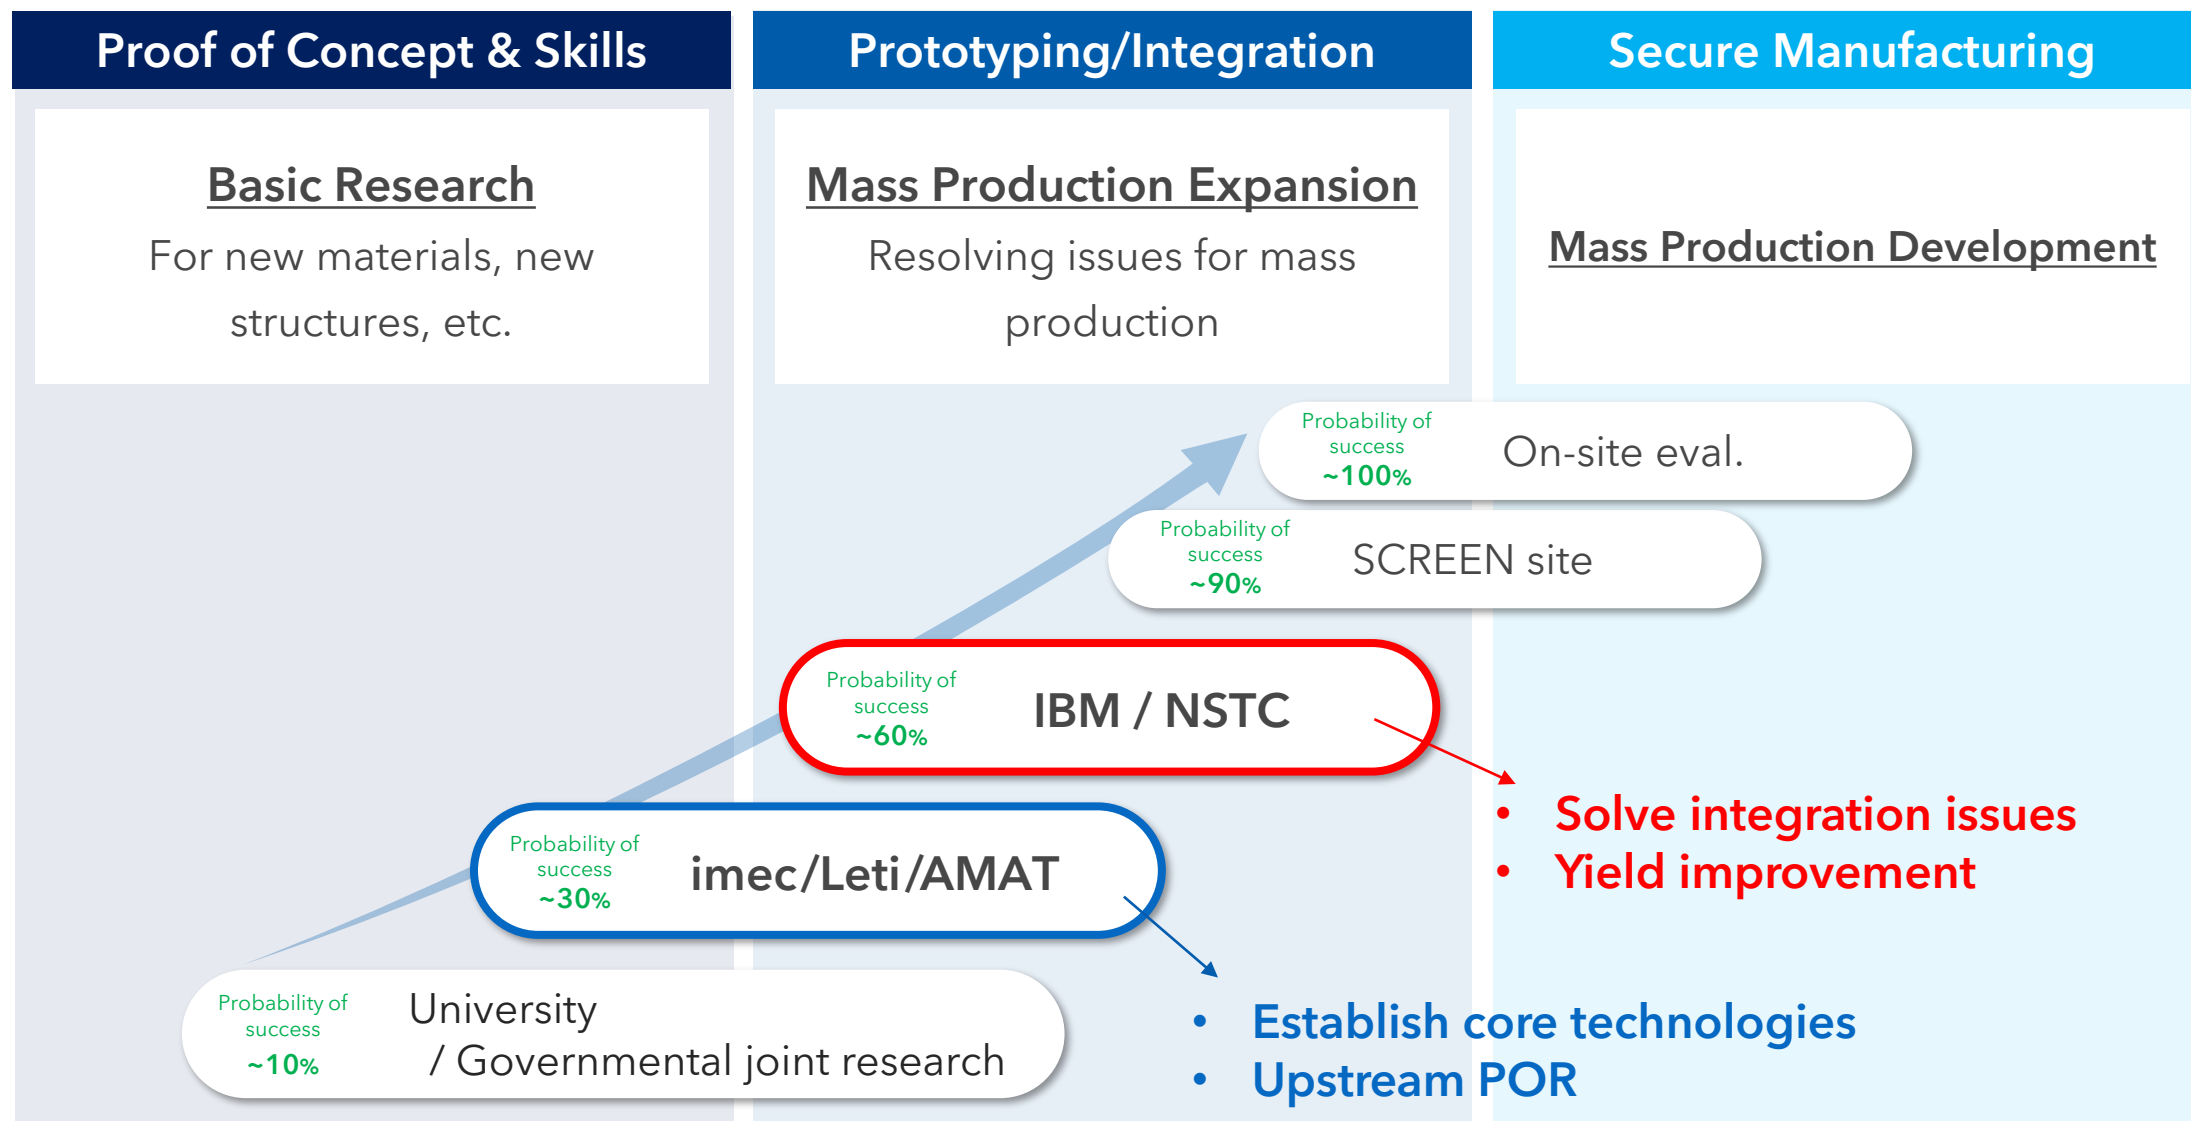 Proof of Concept & Skills
Prototyping/Integration
Secure Manufacturing
Basic Research
For new materials, new
structures, etc.
Mass Production Expansion
Resolving issues for mass
production
Mass Production Development
Probability of
success
~100%
On-site eval.
Probability of
success
~90%
SCREEN site
Probability of
success
~60%
IBM / NSTC
• Solve integration issues
• Yield improvement
Probability of
success
~30%
imec/Leti/AMAT
• Establish core technologies
• Upstream POR
Probability of
success
~10%
University
/ Governmental joint research